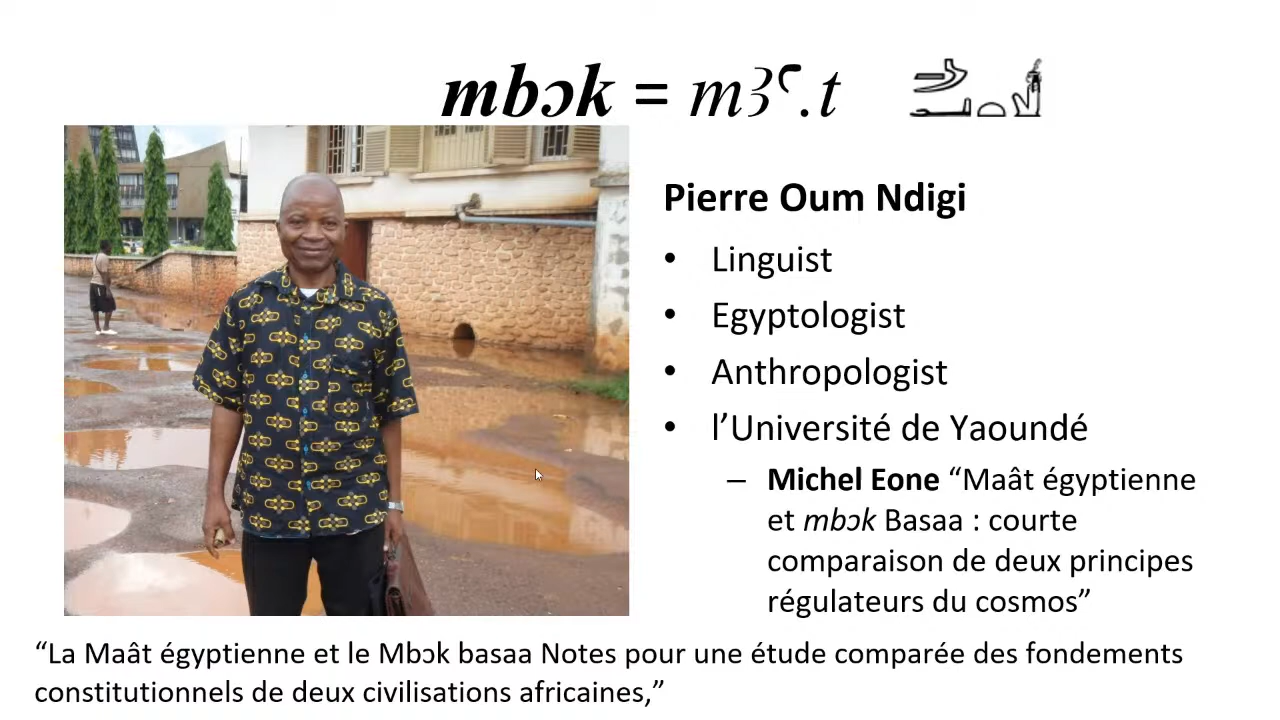 mbɔk = mꜣꜥ.t
Pierre Oum Ndigi
• Linguist
• Egyptologist
• Anthropologist
• l’Université de Yaoundé
– Michel Eone “Maât égyptienne
et mbɔk Basaa : courte
comparaison de deux principes
régulateurs du cosmos”
“La Maât égyptienne et le Mbɔk basaa Notes pour une étude comparée des fondements
constitutionnels de deux civilisations africaines,”